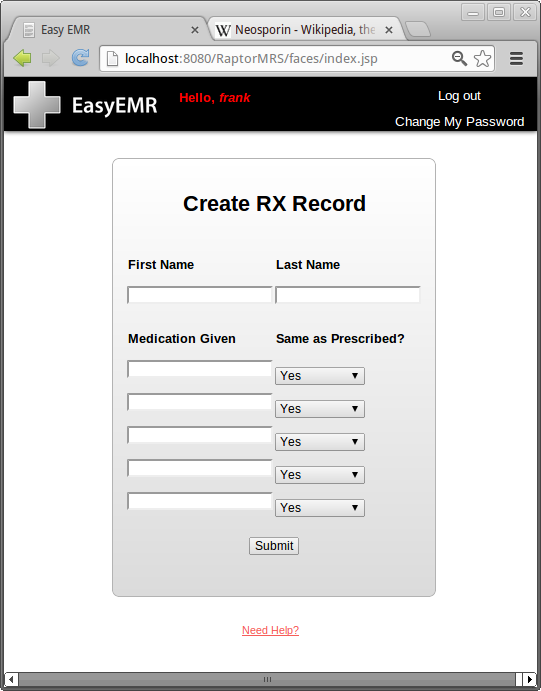 Easy EMR
Neosporin - Wikipedia, the
localhost:8080/RaptorMRS/faces/index.jsp
EasyEMR
Hello, frank
Log out
Change My Password
Create RX Record
First Name Last Name
Medication Given Same as Prescribed?
Yes
Yes
Yes
Yes
Yes
Submit
Need Help?